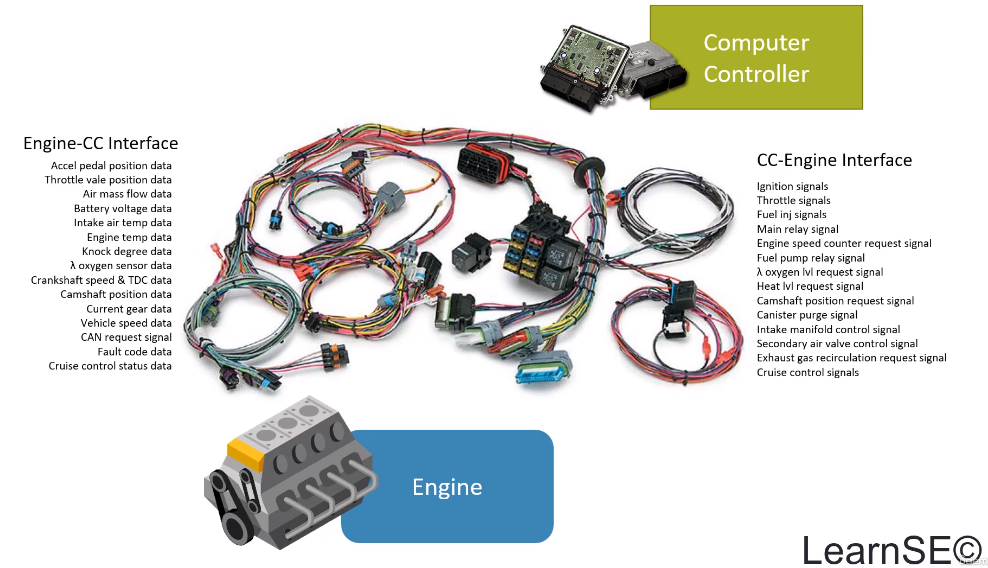 Computer
Controller
Engine-CC Interface
Accel pedal position data
Throttle vale position data
Air mass flow data
Battery voltage data
Intake air temp data
Engine temp data
Knock degree data
λ oxygen sensor data
Crankshaft speed & TDC data
Camshaft position data
Current gear data
Vehicle speed data
CAN request signal
Fault code data
Cruise control status data
CC-Engine Interface
Ignition signals
Throttle signals
Fuel inj signals
Main relay signal
Engine speed counter request signal
Fuel pump relay signal
λ oxygen lvl request signal
Heat lvl request signal
Camshaft position request signal
Canister purge signal
Intake manifold control signal
Secondary air valve control signal
Exhaust gas recirculation request signal
Cruise control signals
Engine
LearnSE©